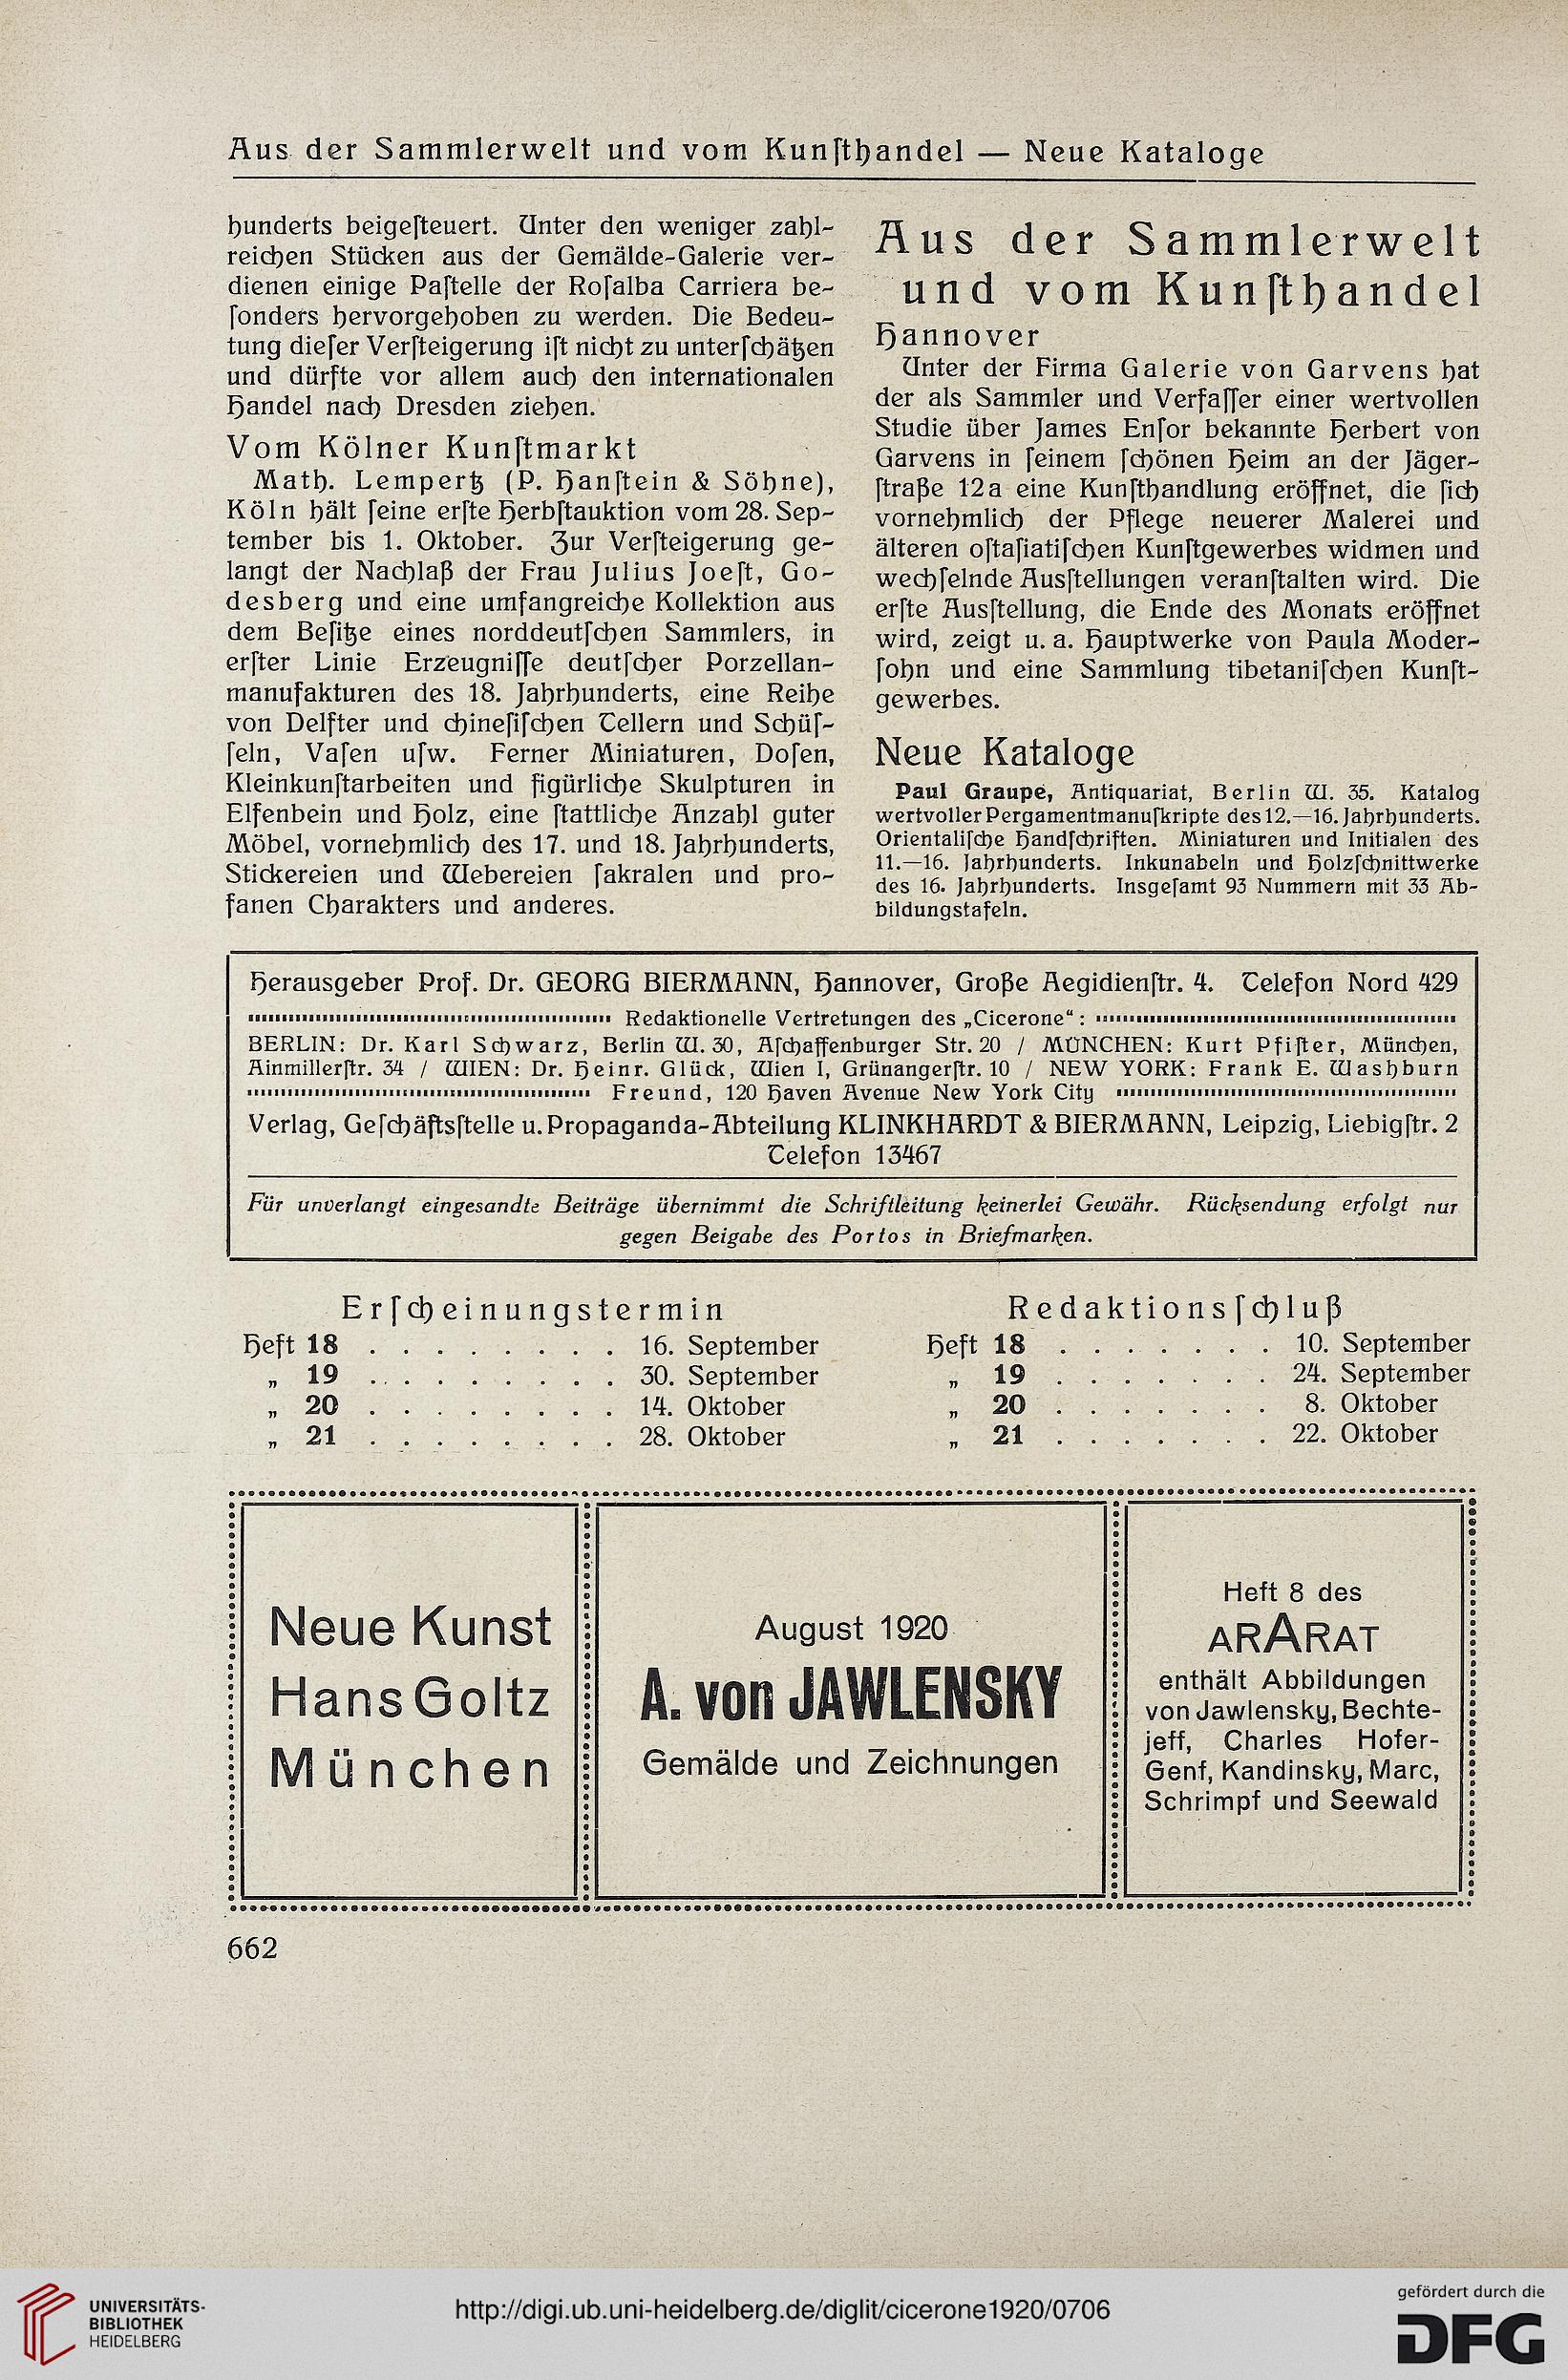 Aus der Sammlerwelt und vom Kunſthandel — Neue Kataloge
hunderts beigeſteuert. Unter den weniger zahl-
reichen Stücken aus der Gemälde-Galerie ver-
dienen einige Paſtelle der Roſalba Carriera be-
ſonders hervorgehoben zu werden. Die Bedeu-
tung dieſer Verſteigerung iſt nicht zu unterſchätzen
und dürfte vor allem auch den internationalen
Handel nach Dresden ziehen.
Vom Kölner Kunſtmarkt
Math. Lempertz (P. Hanſtein & Söhne),
Köln hält ſeine erſte Herbſtauktion vom 28. Sep-
tember bis 1. Oktober. Zur Verſteigerung ge-
langt der Nachlaß der Frau Julius Joeſt, Go-
desberg und eine umfangreiche Kollektion aus
dem Beſitze eines norddeutſchen Sammlers, in
erſter Linie Erzeugniſſe deutſcher Porzellan-
manufakturen des 18. Jahrhunderts, eine Reihe
von Delfter und chineſiſchen Tellern und Schüſ-
ſeln, Vaſen uſw. Ferner Miniaturen, Doſen,
Kleinkunſtarbeiten und figürliche Skulpturen in
Elfenbein und Holz, eine ſtattliche Anzahl guter
Möbel, vornehmlich des 17. und 18. Jahrhunderts,
Stickereien und Webereien ſakralen und pro-
fanen Charakters und anderes.
Aus der Sammlerwelt
und vom Kunſthandel
Hannover
Unter der Firma Galerie von Garvens hat
der als Sammler und Verfaſſer einer wertvollen
Studie über James Enſor bekannte Herbert von
Garvens in ſeinem ſchönen Heim an der Jäger-
ſtraße 12a eine Kunſthandlung eröffnet, die ſich
vornehmlich der Pflege neuerer Malerei und
älteren oſtaſiatiſchen Kunſtgewerbes widmen und
wechſelnde Ausſtellungen veranſtalten wird. Die
erſte Ausſtellung, die Ende des Monats eröffnet
wird, zeigt u. a. Hauptwerke von Paula Moder-
ſohn und eine Sammlung tibetaniſchen Kunſt-
gewerbes.
Neue Kataloge
Paul Graupe, Antiquariat, Berlin W. 35. Katalog
wertvoller Pergamentmanuſkripte des 12.—16. Jahrhunderts.
Orientaliſche Handſchriften. Miniaturen und Initialen des
11.—16. Jahrhunderts. Inkunabeln und Holzſchnittwerke
des 16. Jahrhunderts. Insgeſamt 93 Nummern mit 33 Ab-
bildungstafeln.
Herausgeber Prof. Dr. GEORG BIERMANN, Hannover, Große Aegidienſtr. 4. Telefon Nord 429
Redaktionelle Vertretungen des „Cicerone“:
BERLIN: Dr. Karl Schwarz, Berlin W. 30, Aſchaffenburger Str. 20 / MÜNCHEN: Kurt Pfiſter, München,
Ainmillerſtr. 34 / WIEN: Dr. Heinr. Glück, Wien I, Grünangerſtr. 10 / NEW YORK: Frank E. Washburn
Freund, 120 Haven Avenue New York City
Verlag, Geſchäftsſtelle u. Propaganda-Abteilung KLINKHARDT & BIERMANN, Leipzig, Liebigſtr. 2
Telefon 13467
Für unverlangt eingesandte Beiträge übernimmt die Schriftleitung keinerlei Gewähr. Rücksendung erfolgt nur
gegen Beigabe des Portos in Briefmarken.
Erſcheinungstermin
Heft 18 . . . . . . . . 16. September
„ 19 . . . . . . . . 30. September
„ 20 . . . . . . . . 14. Oktober
„ 21 . . . . . . . . 28. Oktober
Redaktionsſchluß
Heft 18 . . . . . . . 10. September
„ 19 . . . . . . . 24. September
„ 20 . . . . . . . 8. Oktober
„ 21 . . . . . . . 22. Oktober
Neue Kunst
Hans Goltz
München
August 1920
A. von JAWLENSKY
Gemälde und Zeichnungen
Heft 8 des
ARARAT
enthält Abbildungen
von Jawlensky, Bechte-
jeff, Charles Hofer-
Genf, Kandinsky, Marc,
Schrimpf und Seewald
662
UNIVERSITÄTS-
BIBLIOTHEK
HEIDELBERG
http://digi.ub.uni-heidelberg.de/diglit/cicerone1920/0706
gefördert durch die
DFG